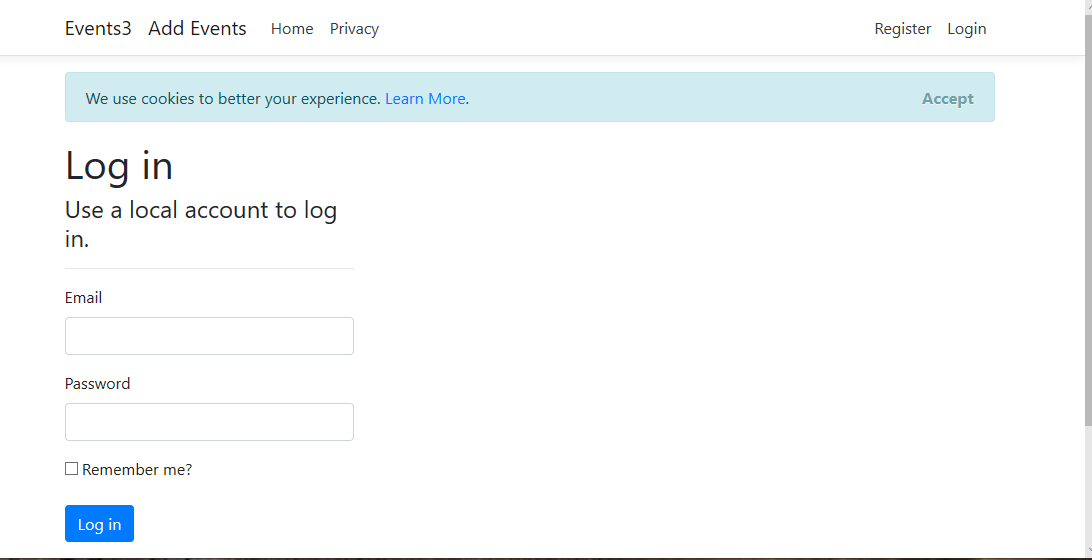 Events3 Add Events Home Privacy Register Login
We use cookies to better your experience. Learn More. Accept
Log in
Use a local account to log
in.
Email
Password
Remember me?
Log in